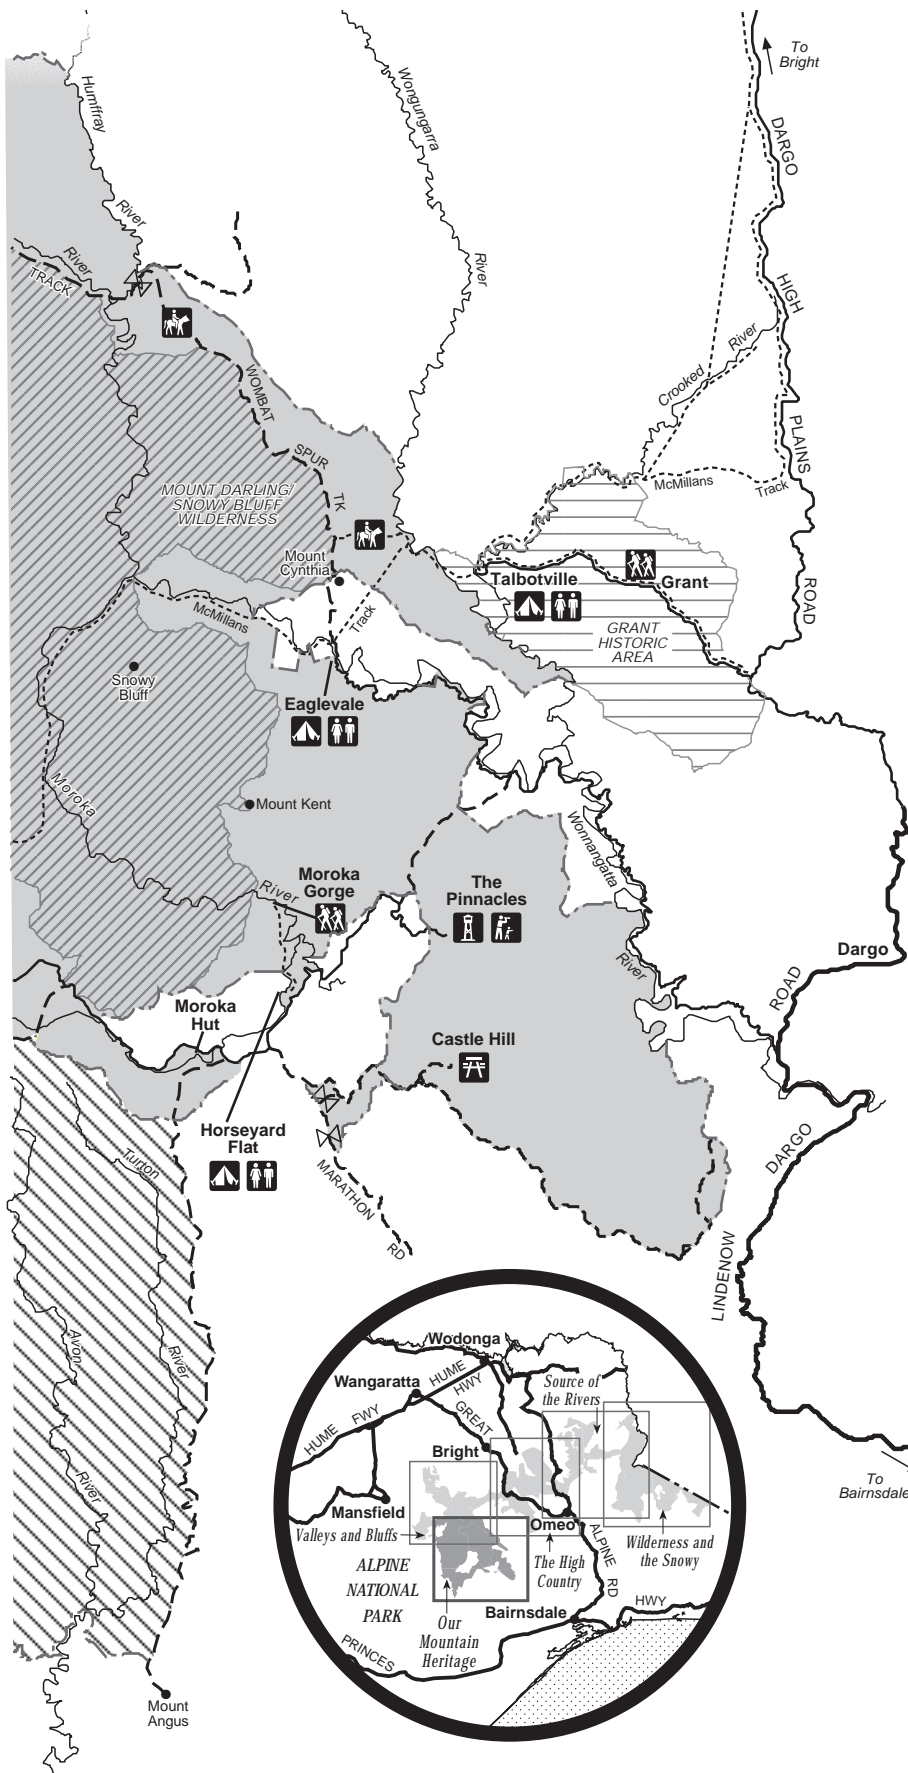 To
Bright
Humffray
River
Wongungarra
River
DARGO
HIGH
PLAINS
ROAD
River
TRACK
WOMBAT
SPUR
TK
Crooked
River
McMillans
Track
MOUNT DARLING/
SNOWY BLUFF
WILDERNESS
Mount
Cynthia
Talbotville
Grant
McMillans
Track
GRANT
HISTORIC
AREA
Snowy
Bluff
Eaglevale
Moroka
River
Mount Kent
Wonnangatta
River
Moroka
Gorge
The
Pinnacles
Dargo
ROAD
Moroka
Hut
Castle Hill
Horseyard
Flat
MARATHON
RD
DARGO
LINDENOW
Turton
River
Avon
River
To
Bairnsdale
Mount
Angus
Wodonga
HUME
HWY
Wangaratta
HUME
FWY
GREAT
Source of
the Rivers
Bright
Mansfield
Valleys and Bluffs
Omeo
ALPINE
RD
The High
Country
Wilderness and
the Snowy
ALPINE
NATIONAL
PARK
Our
Mountain
Heritage
Bairnsdale
HWY
PRINCES